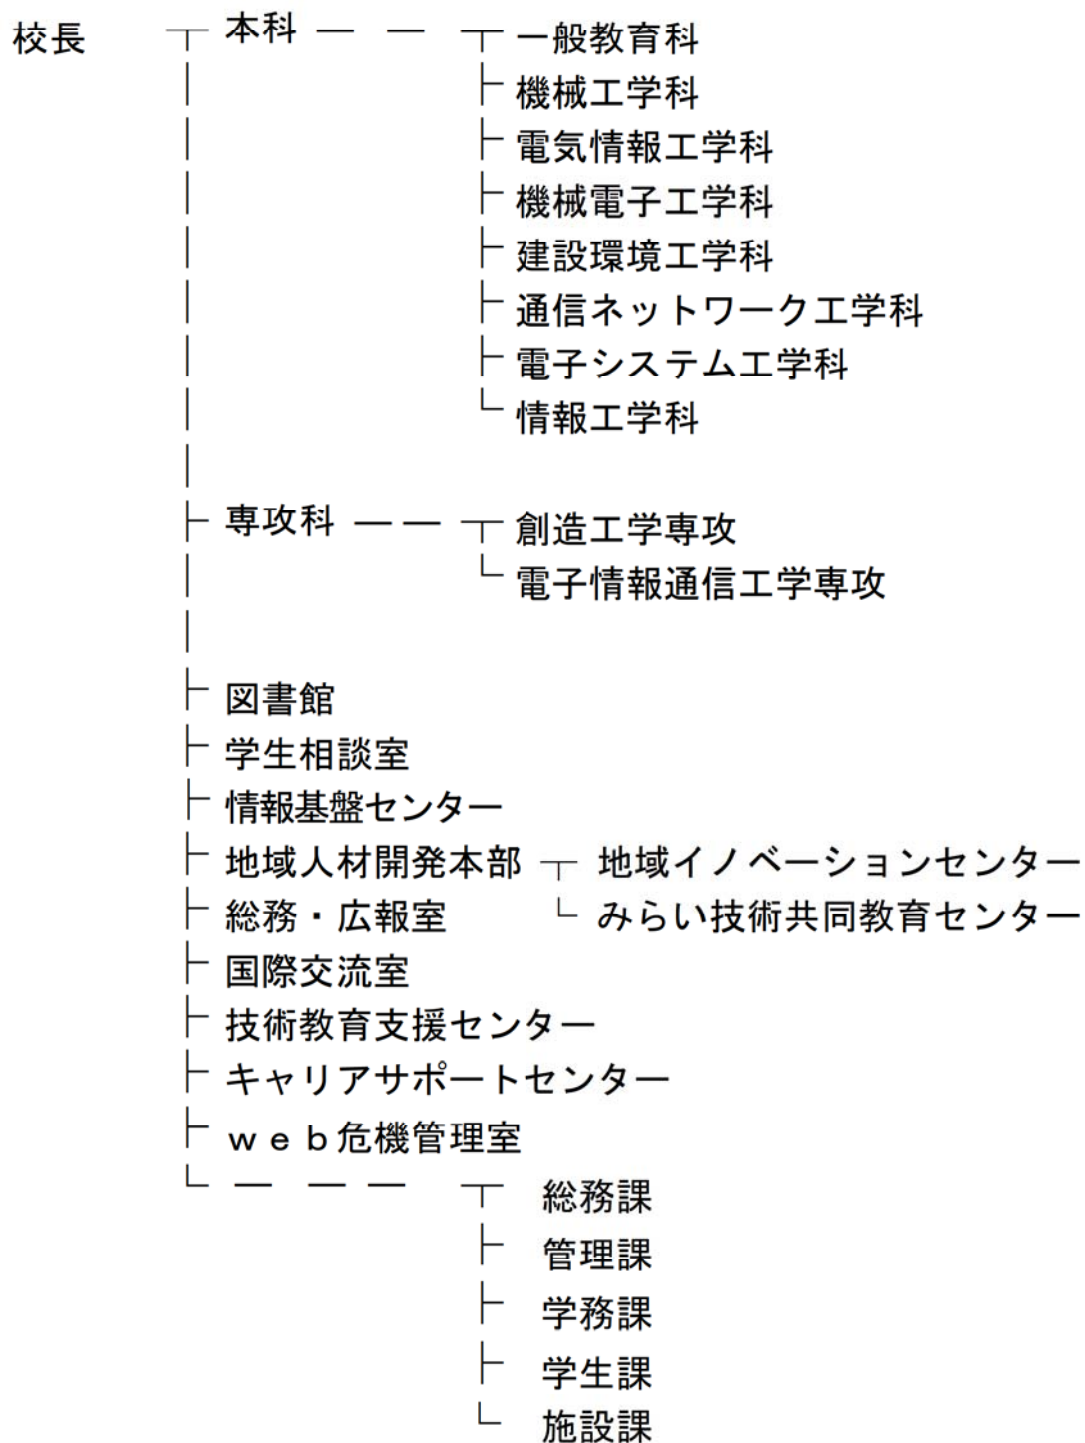 校長 ┬ 本科 ― ― ┬ 一般教育科
│ ├ 機械工学科
│ ├ 電気情報工学科
│ ├ 機械電子工学科
│ ├ 建設環境工学科
│ ├ 通信ネットワーク工学科
│ ├ 電子システム工学科
│ └ 情報工学科
│
├ 専攻科 ―― ┬ 創造工学専攻
│ └ 電子情報通信工学専攻
│
├ 図書館
├ 学生相談室
├ 情報基盤センター
├ 地域人材開発本部 ┬ 地域イノベーションセンター
├ 総務・広報室 └ みらい技術共同教育センター
├ 国際交流室
├ 技術教育支援センター
├ キャリアサポートセンター
├ ｗｅｂ危機管理室
└ ― ― ― ┬ 総務課
├ 管理課
├ 学務課
├ 学生課
└ 施設課